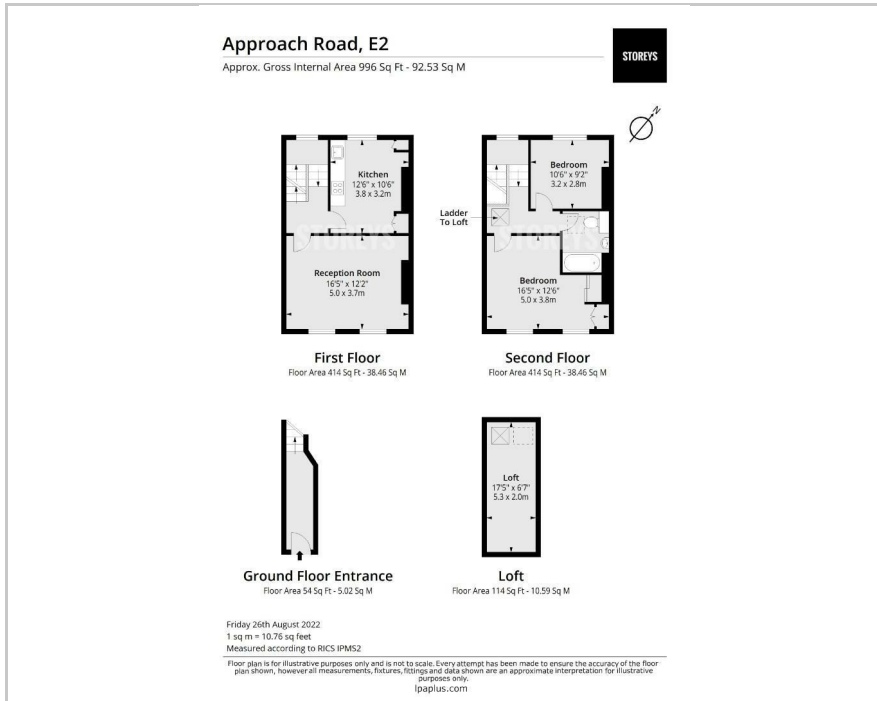 Approach Road, E2
Approx. Gross Internal Area 996 Sq Ft - 92.53 Sq M
STOREYS
N
Kitchen
12'6" x 10'6"
3.8 x 3.2m
STOREYS
Reception Room
16'5" x 12'2"
5.0 x 3.7m
First Floor
Floor Area 414 Sq Ft - 38.46 Sq M
Bedroom
10'6" x 9'2"
3.2 x 2.8m
Ladder
To Loft
STOREYS
Bedroom
16'5" x 12'6"
5.0 x 3.8m
Second Floor
Floor Area 414 Sq Ft - 38.46 Sq M
Ground Floor Entrance
Floor Area 54 Sq Ft - 5.02 Sq M
Loft
17'5" x 6'7"
5.3 x 2.0m
Loft
Floor Area 114 Sq Ft - 10.59 Sq M
Friday 26th August 2022
1 sq m = 10.76 sq feet
Measured according to RICS IPMS2
Floor plan is for illustrative purposes only and is not to scale. Every attempt has been made to ensure the accuracy of the floor
plan shown, however all measurements, fixtures, fittings and data shown are an approximate interpretation for illustrative
purposes only.
lpaplus.com